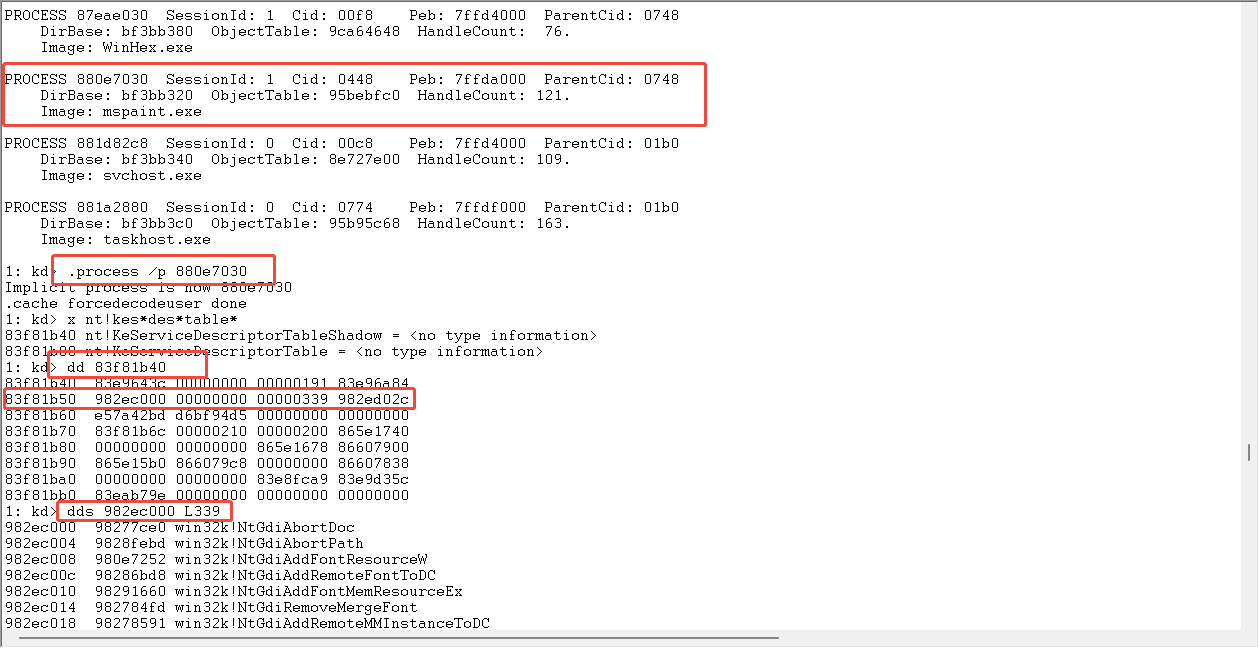 PROCESS 87eae030  SessionId: 1  Cid: 00f8    Peb: 7ffd4000  ParentCid: 0748
    DirBase: bf3bb380  ObjectTable: 9ca64648  HandleCount:  76.
    Image: WinHex.exe
PROCESS 880e7030  SessionId: 1  Cid: 0448    Peb: 7ffda000  ParentCid: 0748
    DirBase: bf3bb320  ObjectTable: 95bebfc0  HandleCount: 121.
    Image: mspaint.exe
PROCESS 881d82c8  SessionId: 0  Cid: 00c8    Peb: 7ffd4000  ParentCid: 01b0
    DirBase: bf3bb340  ObjectTable: 8e727e00  HandleCount: 109.
    Image: svchost.exe
PROCESS 881a2880  SessionId: 0  Cid: 0774    Peb: 7ffdf000  ParentCid: 01b0
    DirBase: bf3bb3c0  ObjectTable: 95b95c68  HandleCount: 163.
    Image: taskhost.exe
1: kd> .process /p 880e7030
Implicit process is now 880e7030
.cache forcedecodeuser done
1: kd> x nt!kes*des*table*
83f81b40 nt!KeServiceDescriptorTableShadow = <no type information>
83f81b00 nt!KeServiceDescriptorTable = <no type information>
1: kd> dd 83f81b40
83f81b40  83e9643c 00000000 00000191 83e96a84
83f81b50  982ec000 00000000 00000339 982ed02c
83f81b60  e57a42bd d6bf94d5 00000000 00000000
83f81b70  83f81b6c 00000210 00000200 865e1740
83f81b80  00000000 00000000 865e1678 86607900
83f81b90  865e15b0 866079c8 00000000 86607838
83f81ba0  00000000 00000000 83e8fca9 83e9d35c
83f81bb0  83eab79e 00000000 00000000 00000000
1: kd> dds 982ec000 L339
982ec000  98277ce0 win32k!NtGdiAbortDoc
982ec004  9828febd win32k!NtGdiAbortPath
982ec008  980e7252 win32k!NtGdiAddFontResourceW
982ec00c  98286bd8 win32k!NtGdiAddRemoteFontToDC
982ec010  98291660 win32k!NtGdiAddFontMemResourceEx
982ec014  982784fd win32k!NtGdiRemoveMergeFont
982ec018  98278591 win32k!NtGdiAddRemoteMMInstanceToDC